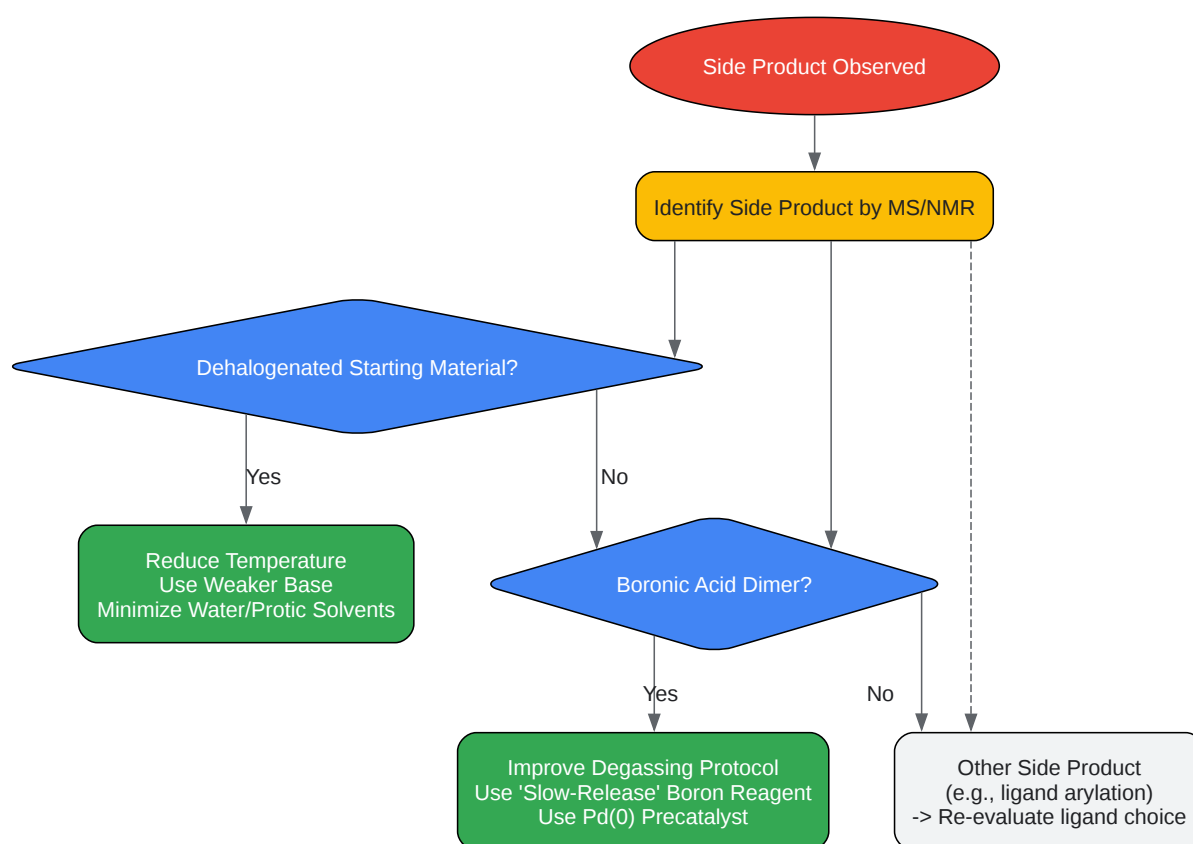 Side Product Observed
Identify Side Product by MS/NMR
Dehalogenated Starting Material?
Yes
No
Reduce Temperature
Use Weaker Base
Minimize Water/Protic Solvents
Boronic Acid Dimer?
Yes
No
Improve Degassing Protocol
Use 'Slow-Release' Boron Reagent
Use Pd(0) Precatalyst
Other Side Product
(e.g., ligand arylation)
-> Re-evaluate ligand choice